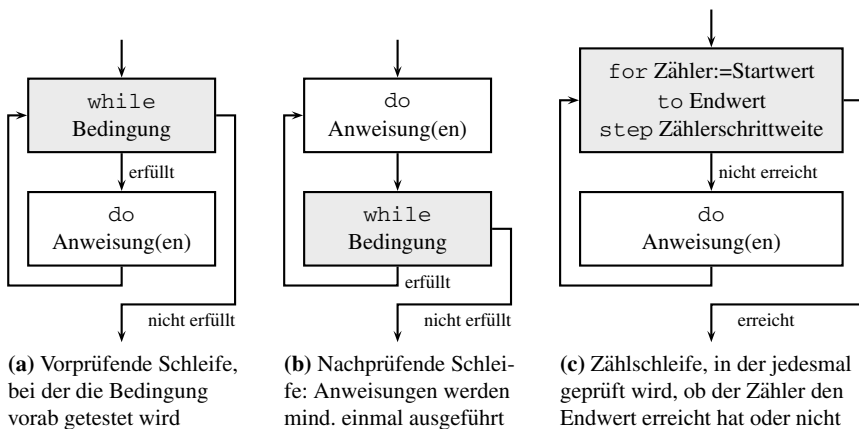 while
Bedingung
erfüllt
do
Anweisung(en)
nicht erfüllt
(a) Vorprüfende Schleife,
bei der die Bedingung
vorab getestet wird
do
Anweisung(en)
while
Bedingung
erfüllt
nicht erfüllt
(b) Nachprüfende Schlei-
fe: Anweisungen werden
mind. einmal ausgeführt
for Zähler:=Startwert
to Endwert
step Zählerschrittweite
nicht erreicht
do
Anweisung(en)
erreicht
(c) Zählschleife, in der jedesmal
geprüft wird, ob der Zähler den
Endwert erreicht hat oder nicht